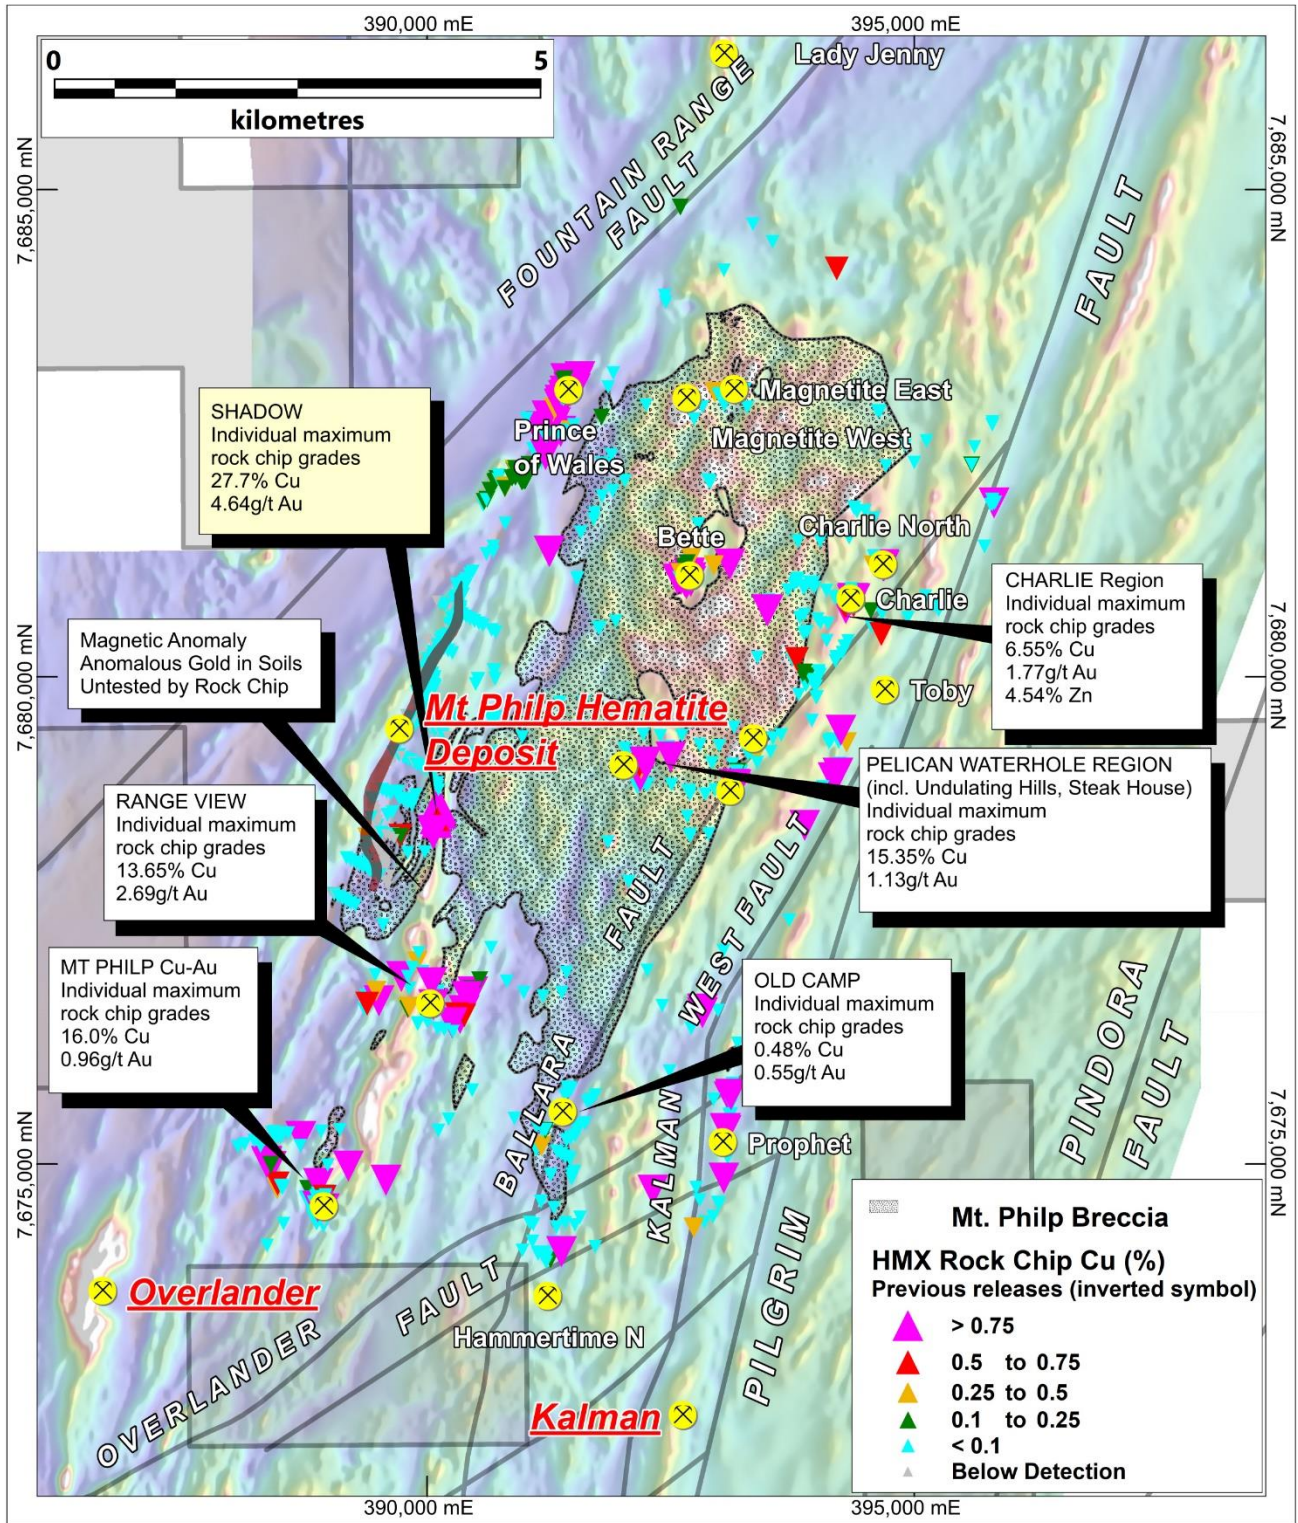 390,000 mE
395,000 mE
0
5
kilometres
Lady Jenny
FOUNTAIN RANGE
FAULT
FAULT
7,685,000 mN
7,685,000 mN
SHADOW
Individual maximum
rock chip grades
27.7% Cu
4.64g/t Au
Prince
of Wales
Magnetite East
Magnetite West
Bette
Charlie North
Charlie
CHARLIE Region
Individual maximum
rock chip grades
6.55% Cu
1.77g/t Au
4.54% Zn
Magnetic Anomaly
Anomalous Gold in Soils
Untested by Rock Chip
7,680,000 mN
7,680,000 mN
Toby
Mt Philp Hematite
Deposit
PELICAN WATERHOLE REGION
(incl. Undulating Hills, Steak House)
Individual maximum
rock chip grades
15.35% Cu
1.13g/t Au
RANGE VIEW
Individual maximum
rock chip grades
13.65% Cu
2.69g/t Au
FAULT
WEST FAULT
MT PHILP Cu-Au
Individual maximum
rock chip grades
16.0% Cu
0.96g/t Au
OLD CAMP
Individual maximum
rock chip grades
0.48% Cu
0.55g/t Au
BALLARA
KALMAN
Prophet
PINDORA
FAULT
7,675,000 mN
7,675,000 mN
PILGRIM
Overlander
OVERLANDER
FAULT
Hammertime N
Kalman
Mt. Philp Breccia
HMX Rock Chip Cu (%)
Previous releases (inverted symbol)
> 0.75
0.5 to 0.75
0.25 to 0.5
0.1 to 0.25
< 0.1
Below Detection
390,000 mE
395,000 mE